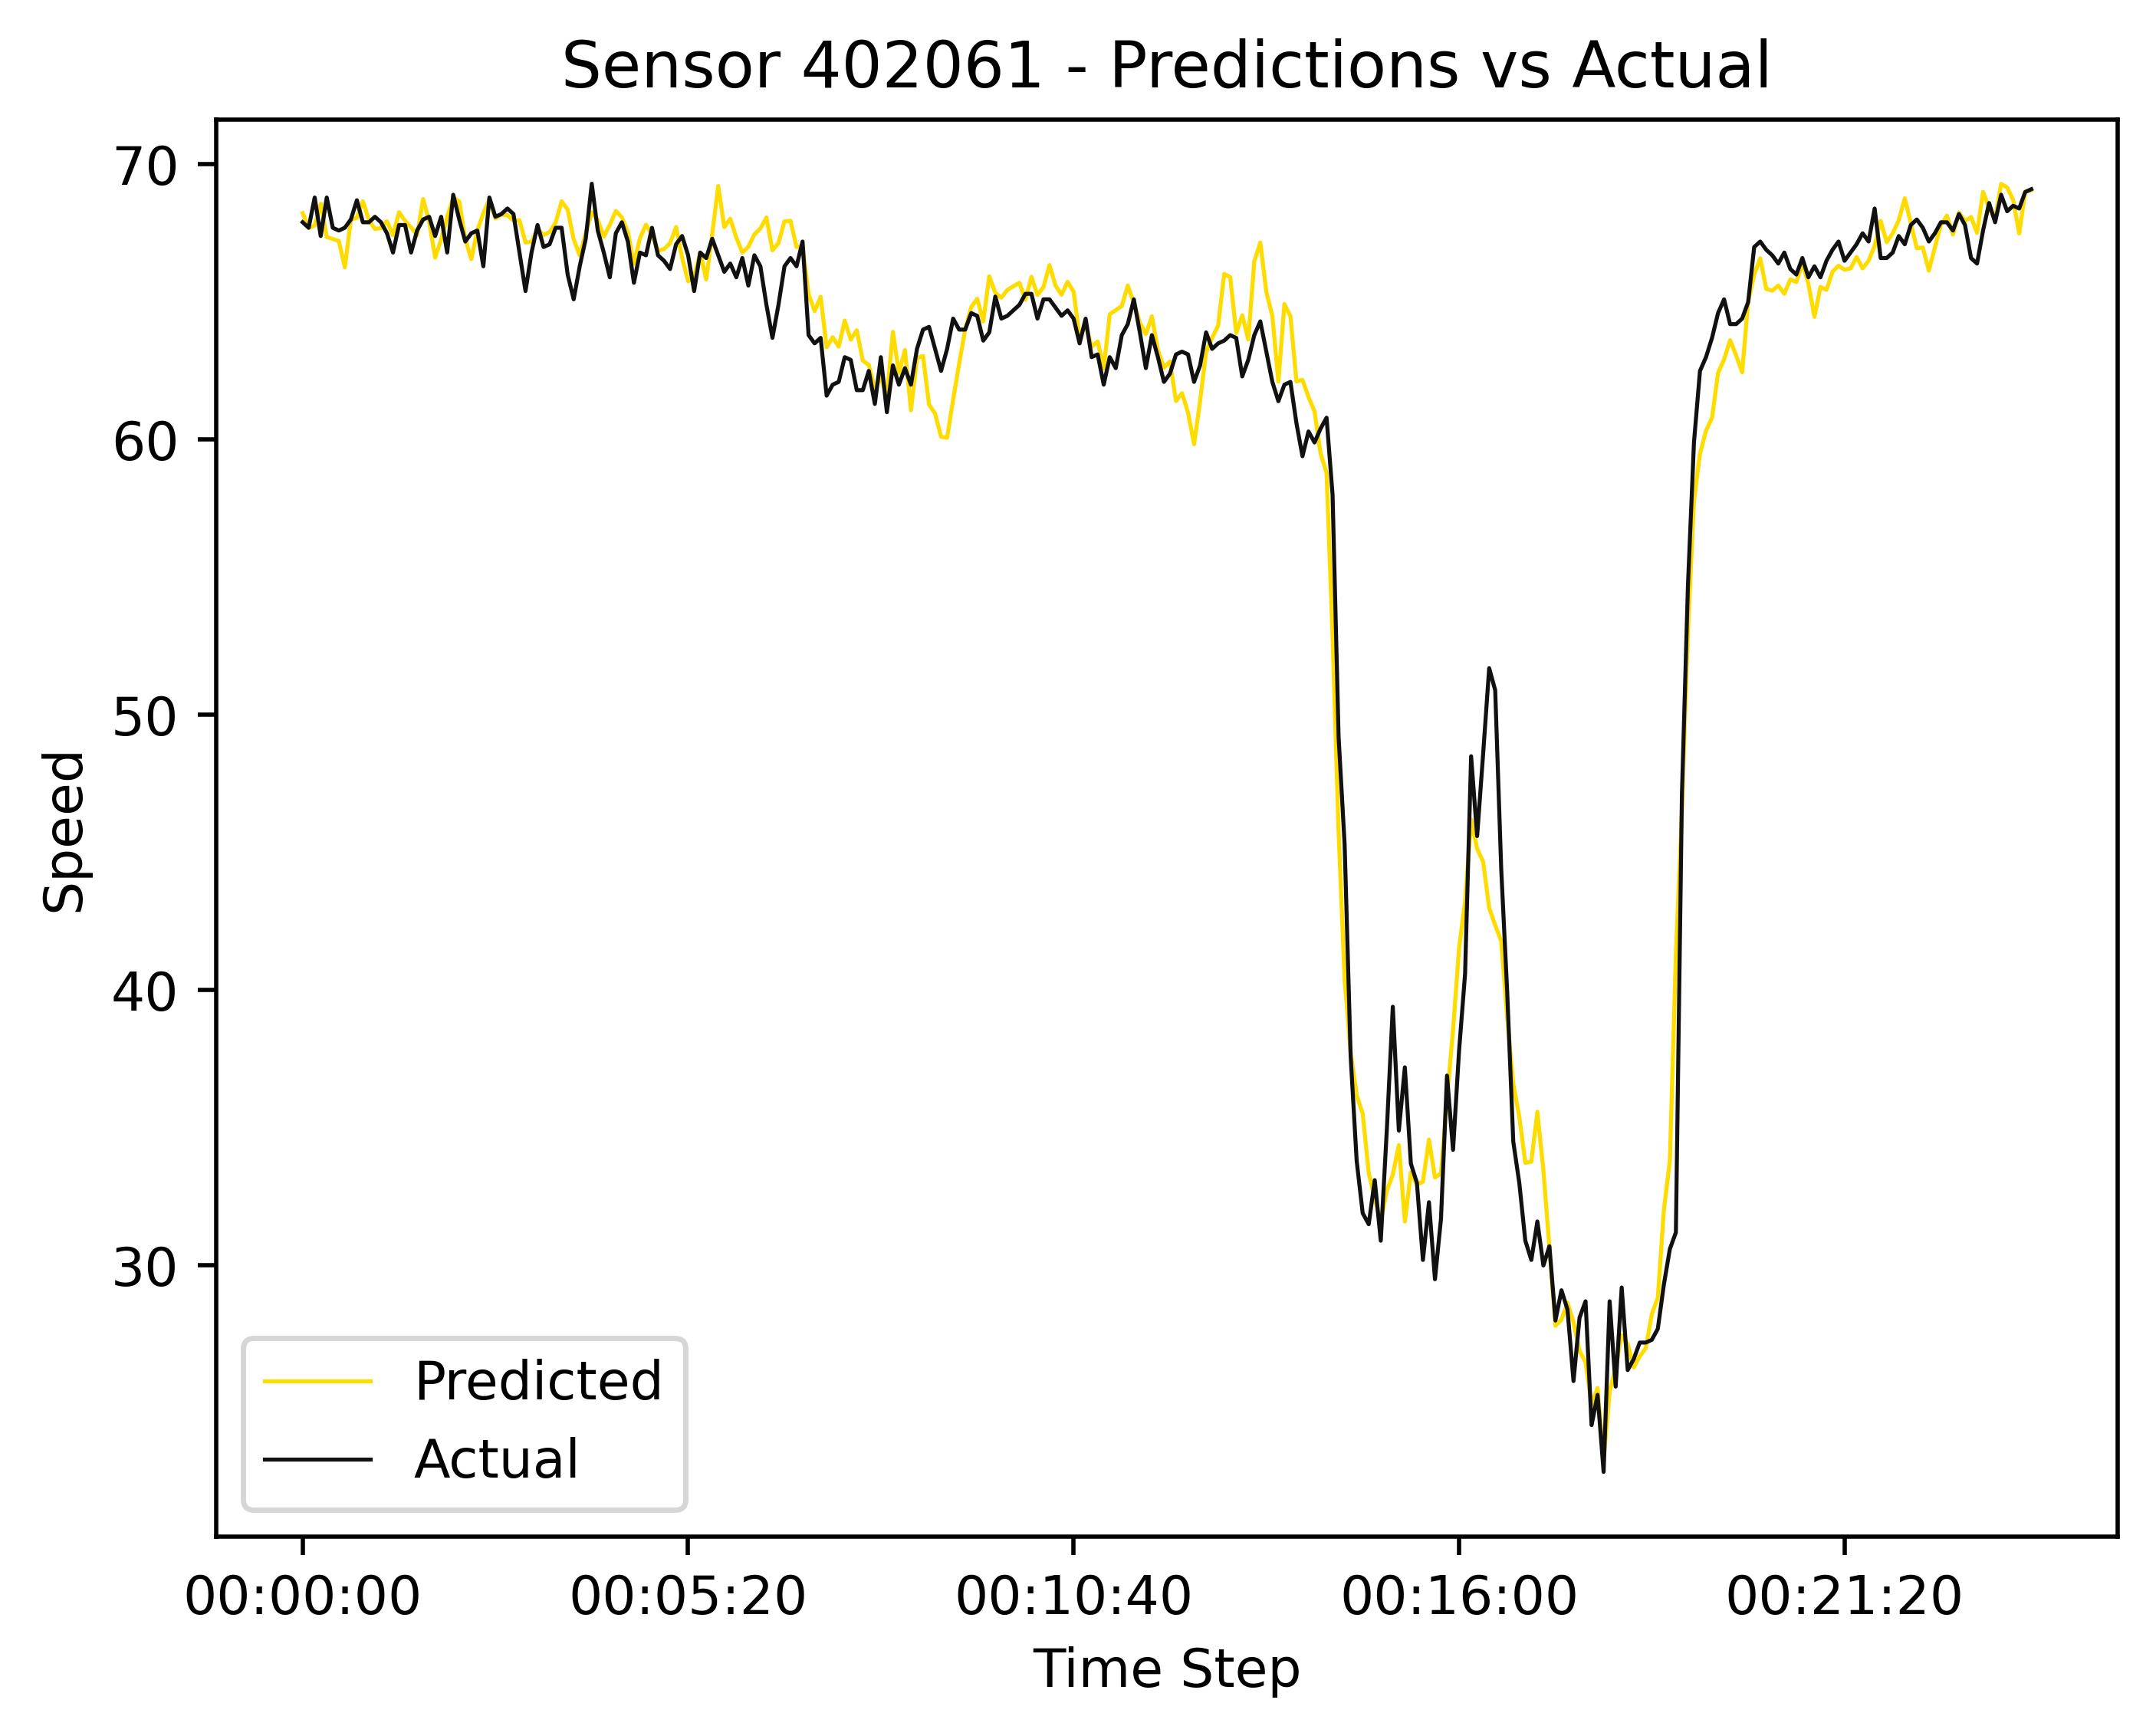 Sensor 402061 - Predictions vs Actual
70
60
50
40
30
Speed
Predicted
Actual
00:00:00 00:05:20 00:10:40 00:16:00 00:21:20
Time Step